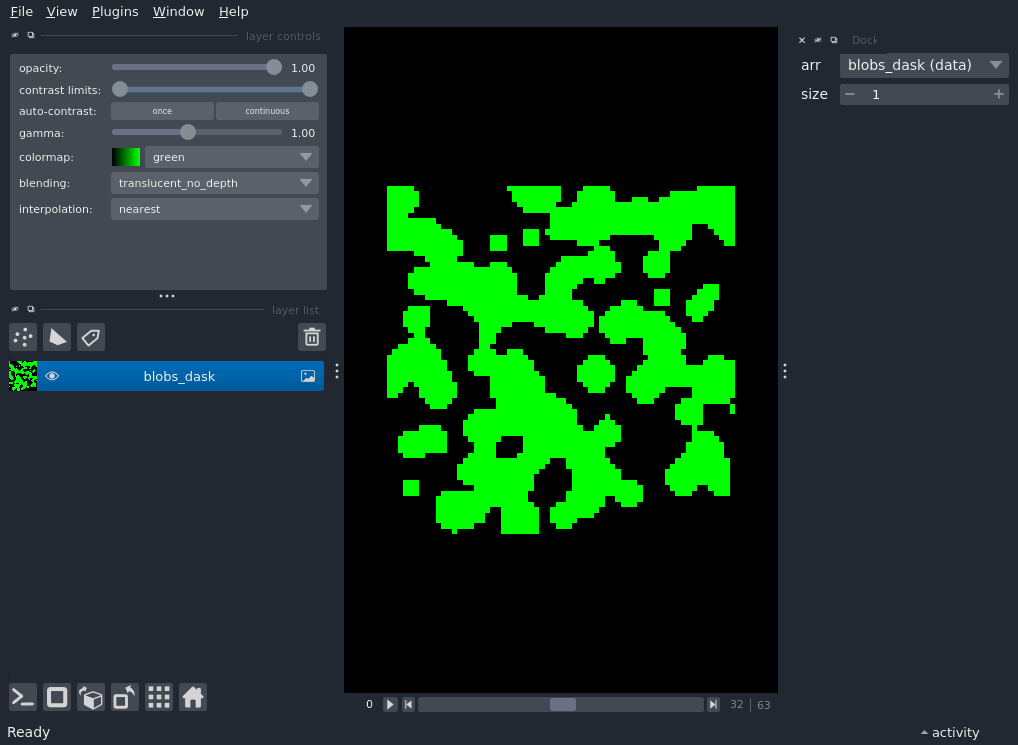 File View Plugins Window Help
layer controls
opacity: 1.00
contrast limits:
auto-contrast: once continuous
gamma: 1.00
colormap: green
blending: translucent_no_depth
interpolation: nearest
layer list
blobs_dask
0 32 63
Ready
Dock
arr blobs_dask (data)
size 1
activity